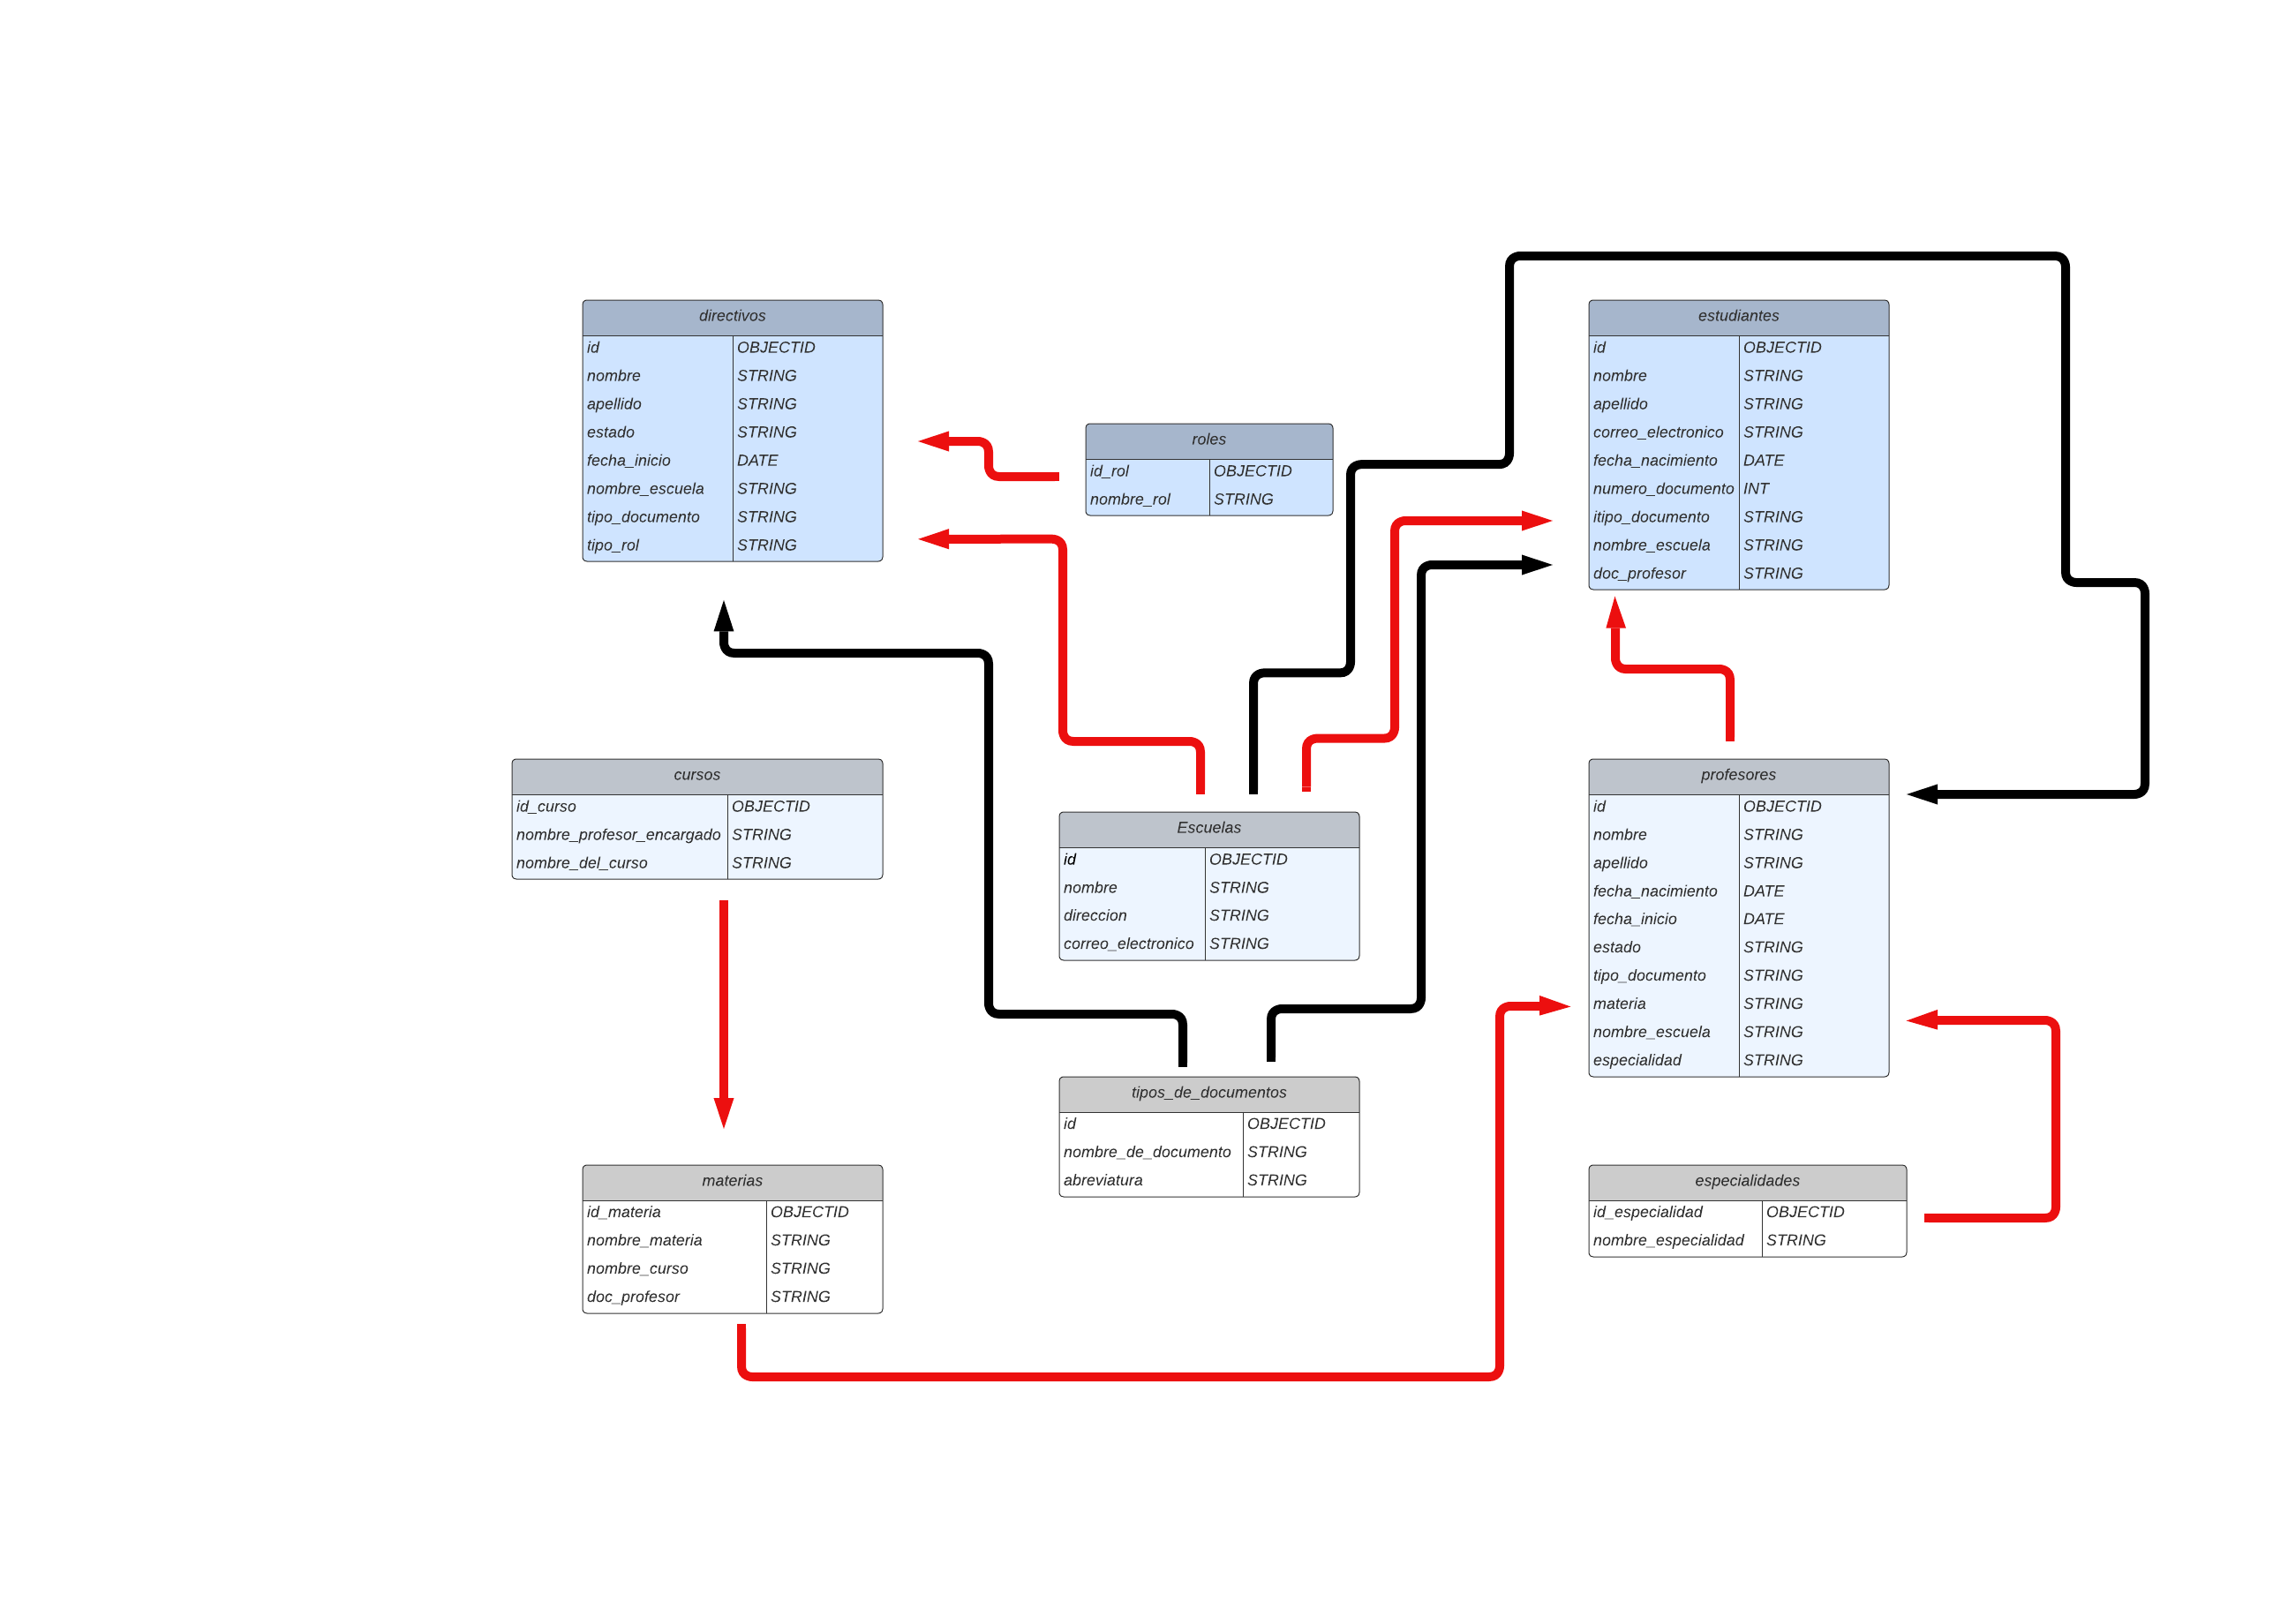 directivos
id OBJECTID
nombre STRING
apellido STRING
estado STRING
fecha_inicio DATE
nombre_escuela STRING
tipo_documento STRING
tipo_rol STRING
roles
id_rol OBJECTID
nombre_rol STRING
estudiantes
id OBJECTID
nombre STRING
apellido STRING
correo_electronico STRING
fecha_nacimiento DATE
numero_documento INT
itipo_documento STRING
nombre_escuela STRING
doc_profesor STRING
cursos
id_curso OBJECTID
nombre_profesor_encargado STRING
nombre_del_curso STRING
Escuelas
id OBJECTID
nombre STRING
direccion STRING
correo_electronico STRING
profesores
id OBJECTID
nombre STRING
apellido STRING
fecha_nacimiento DATE
fecha_inicio DATE
estado STRING
tipo_documento STRING
materia STRING
nombre_escuela STRING
especialidad STRING
tipos_de_documentos
id OBJECTID
nombre_de_documento STRING
abreviatura STRING
materias
id_materia OBJECTID
nombre_materia STRING
nombre_curso STRING
doc_profesor STRING
especialidades
id_especialidad OBJECTID
nombre_especialidad STRING